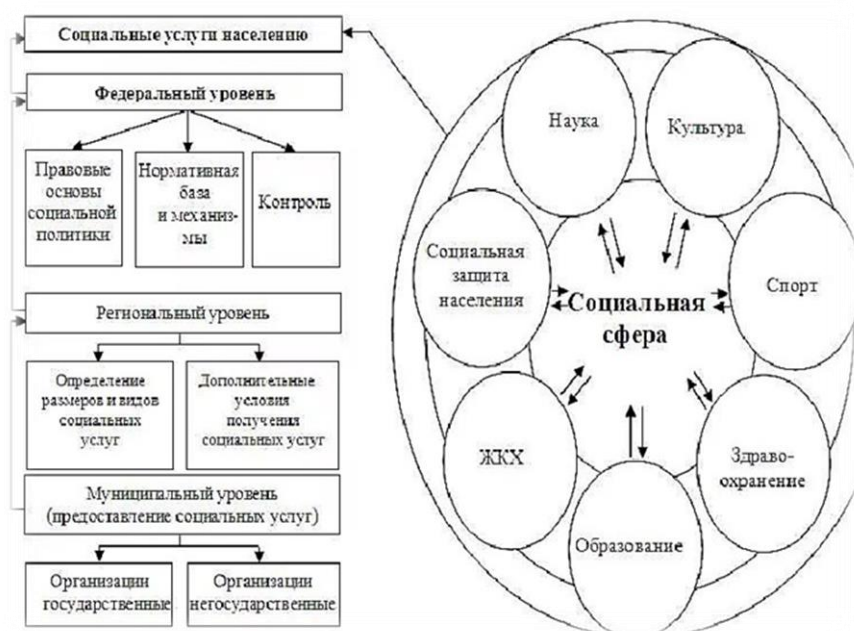 Социальные услуги населению
Федеральный уровень
Правовые
основы
социальной
политики
Нормативная
база
и механиз-
мы
Контроль
Региональный уровень
Определение
размеров и видов
социальных
услуг
Дополнительные
условия
получения
социальных услуг
Муниципальный уровень
(предоставление социальных услуг)
Организации
государственные
Организации
негосударственные
Наука
Культура
Социальная
защита
населения
Спорт
Социальная
сфера
ЖКХ
Здраво-
охранение
Образование